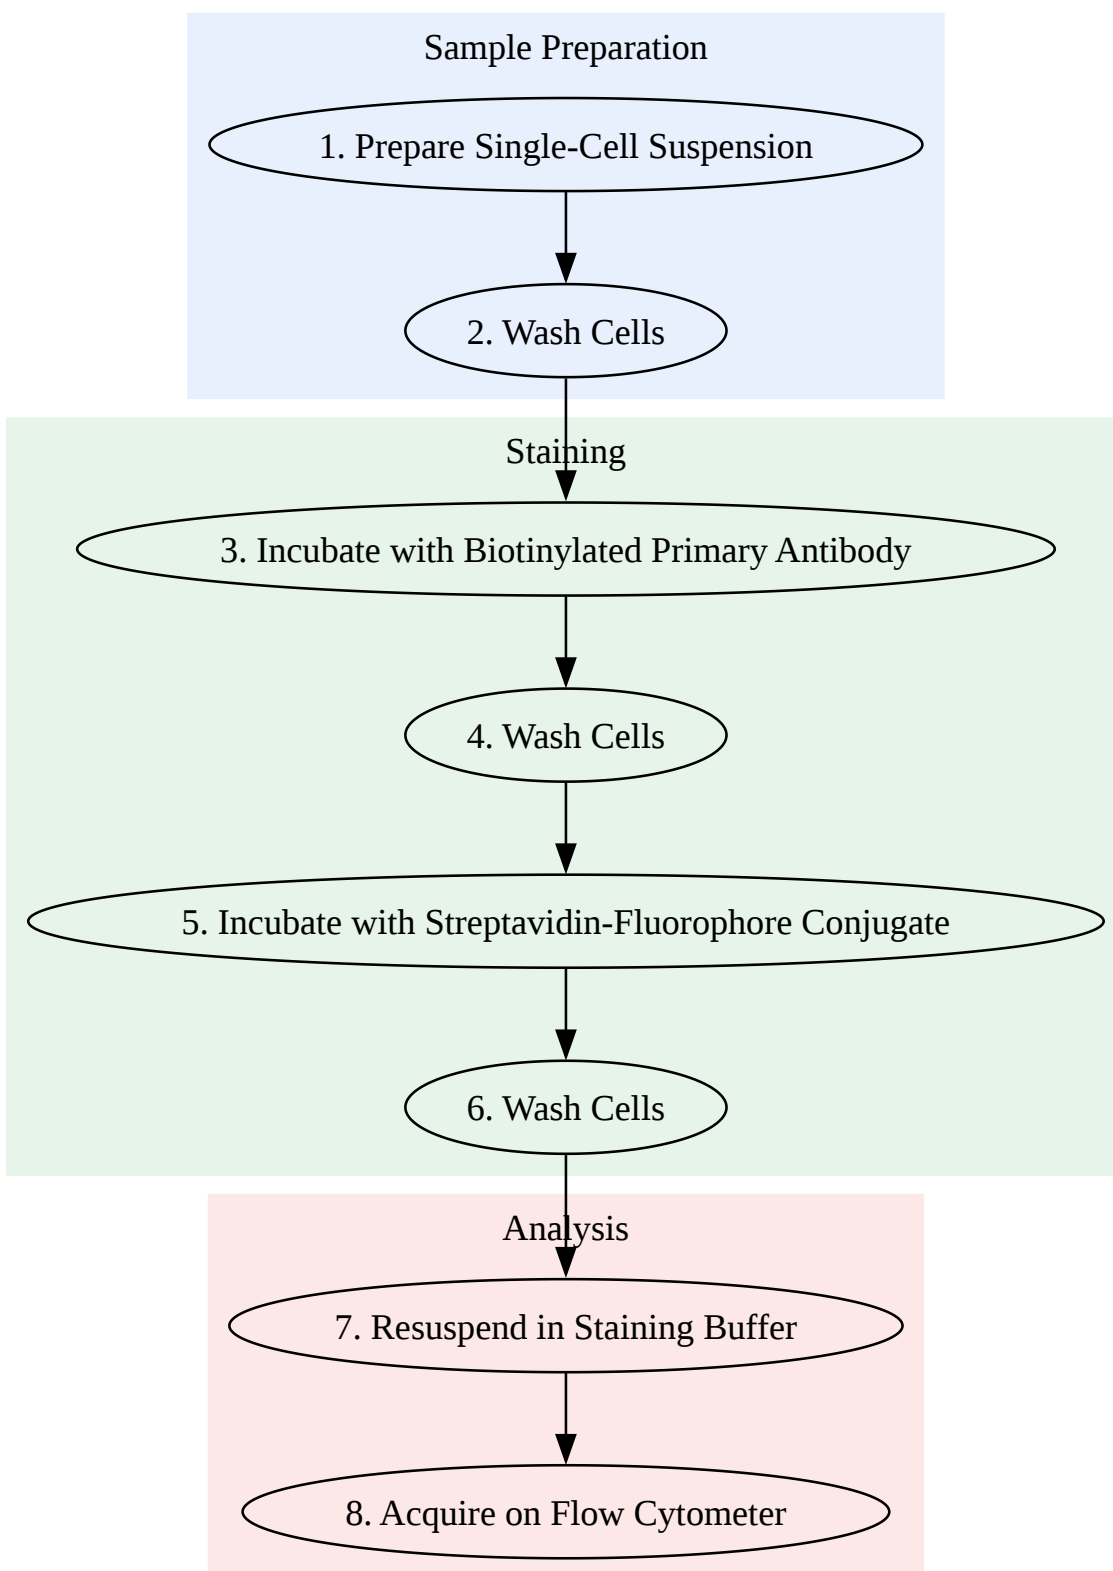 Sample Preparation
1. Prepare Single-Cell Suspension
2. Wash Cells
Staining
3. Incubate with Biotinylated Primary Antibody
4. Wash Cells
5. Incubate with Streptavidin-Fluorophore Conjugate
6. Wash Cells
Analysis
7. Resuspend in Staining Buffer
8. Acquire on Flow Cytometer